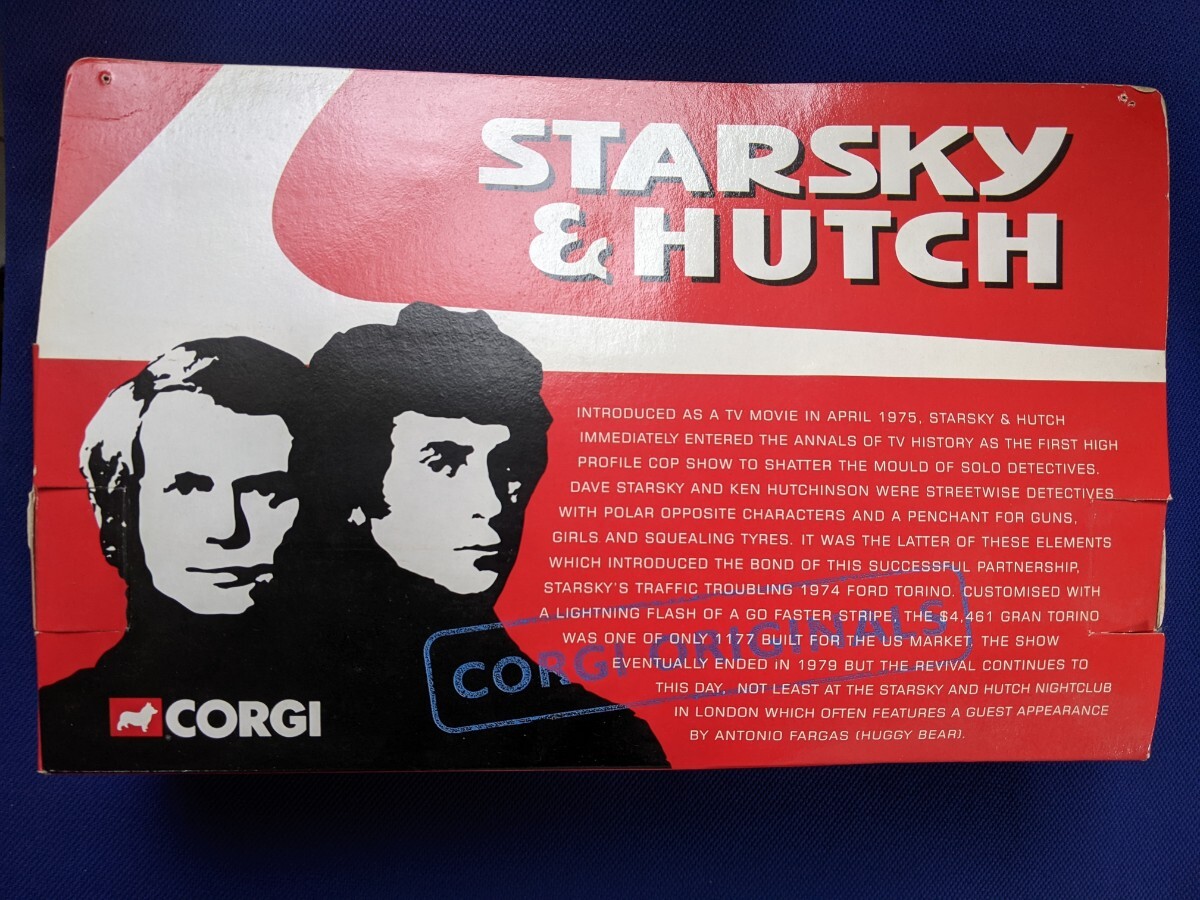 STARSKY
& HUTCH
INTRODUCED AS A TV MOVIE IN APRIL 1975, STARSKY & HUTCH
IMMEDIATELY ENTERED THE ANNALS OF TV HISTORY AS THE FIRST HIGH
PROFILE COP SHOW TO SHATTER THE MOULD OF SOLO DETECTIVES.
DAVE STARSKY AND KEN HUTCHINSON WERE STREETWISE DETECTIVES
WITH POLAR OPPOSITE CHARACTERS AND A PENCHANT FOR GUNS,
GIRLS AND SQUEALING TYRES. IT WAS THE LATTER OF THESE ELEMENTS
WHICH INTRODUCED THE BOND OF THIS SUCCESSFUL PARTNERSHIP,
STARSKY'S TRAFFIC TROUBLING 1974 FORD TORINO. CUSTOMISED WITH
A LIGHTNING FLASH OF A GO FASTER STRIPE, THE $4,461 GRAN TORINO
WAS ONE OF ONLY 1177 BUILT FOR THE US MARKET. THE SHOW
EVENTUALLY ENDED IN 1979 BUT THE REVIVAL CONTINUES TO
THIS DAY, NOT LEAST AT THE STARSKY AND HUTCH NIGHTCLUB
IN LONDON WHICH OFTEN FEATURES A GUEST APPEARANCE
BY ANTONIO FARGAS (HUGGY BEAR).
CORGI ORIGINALS
CORGI